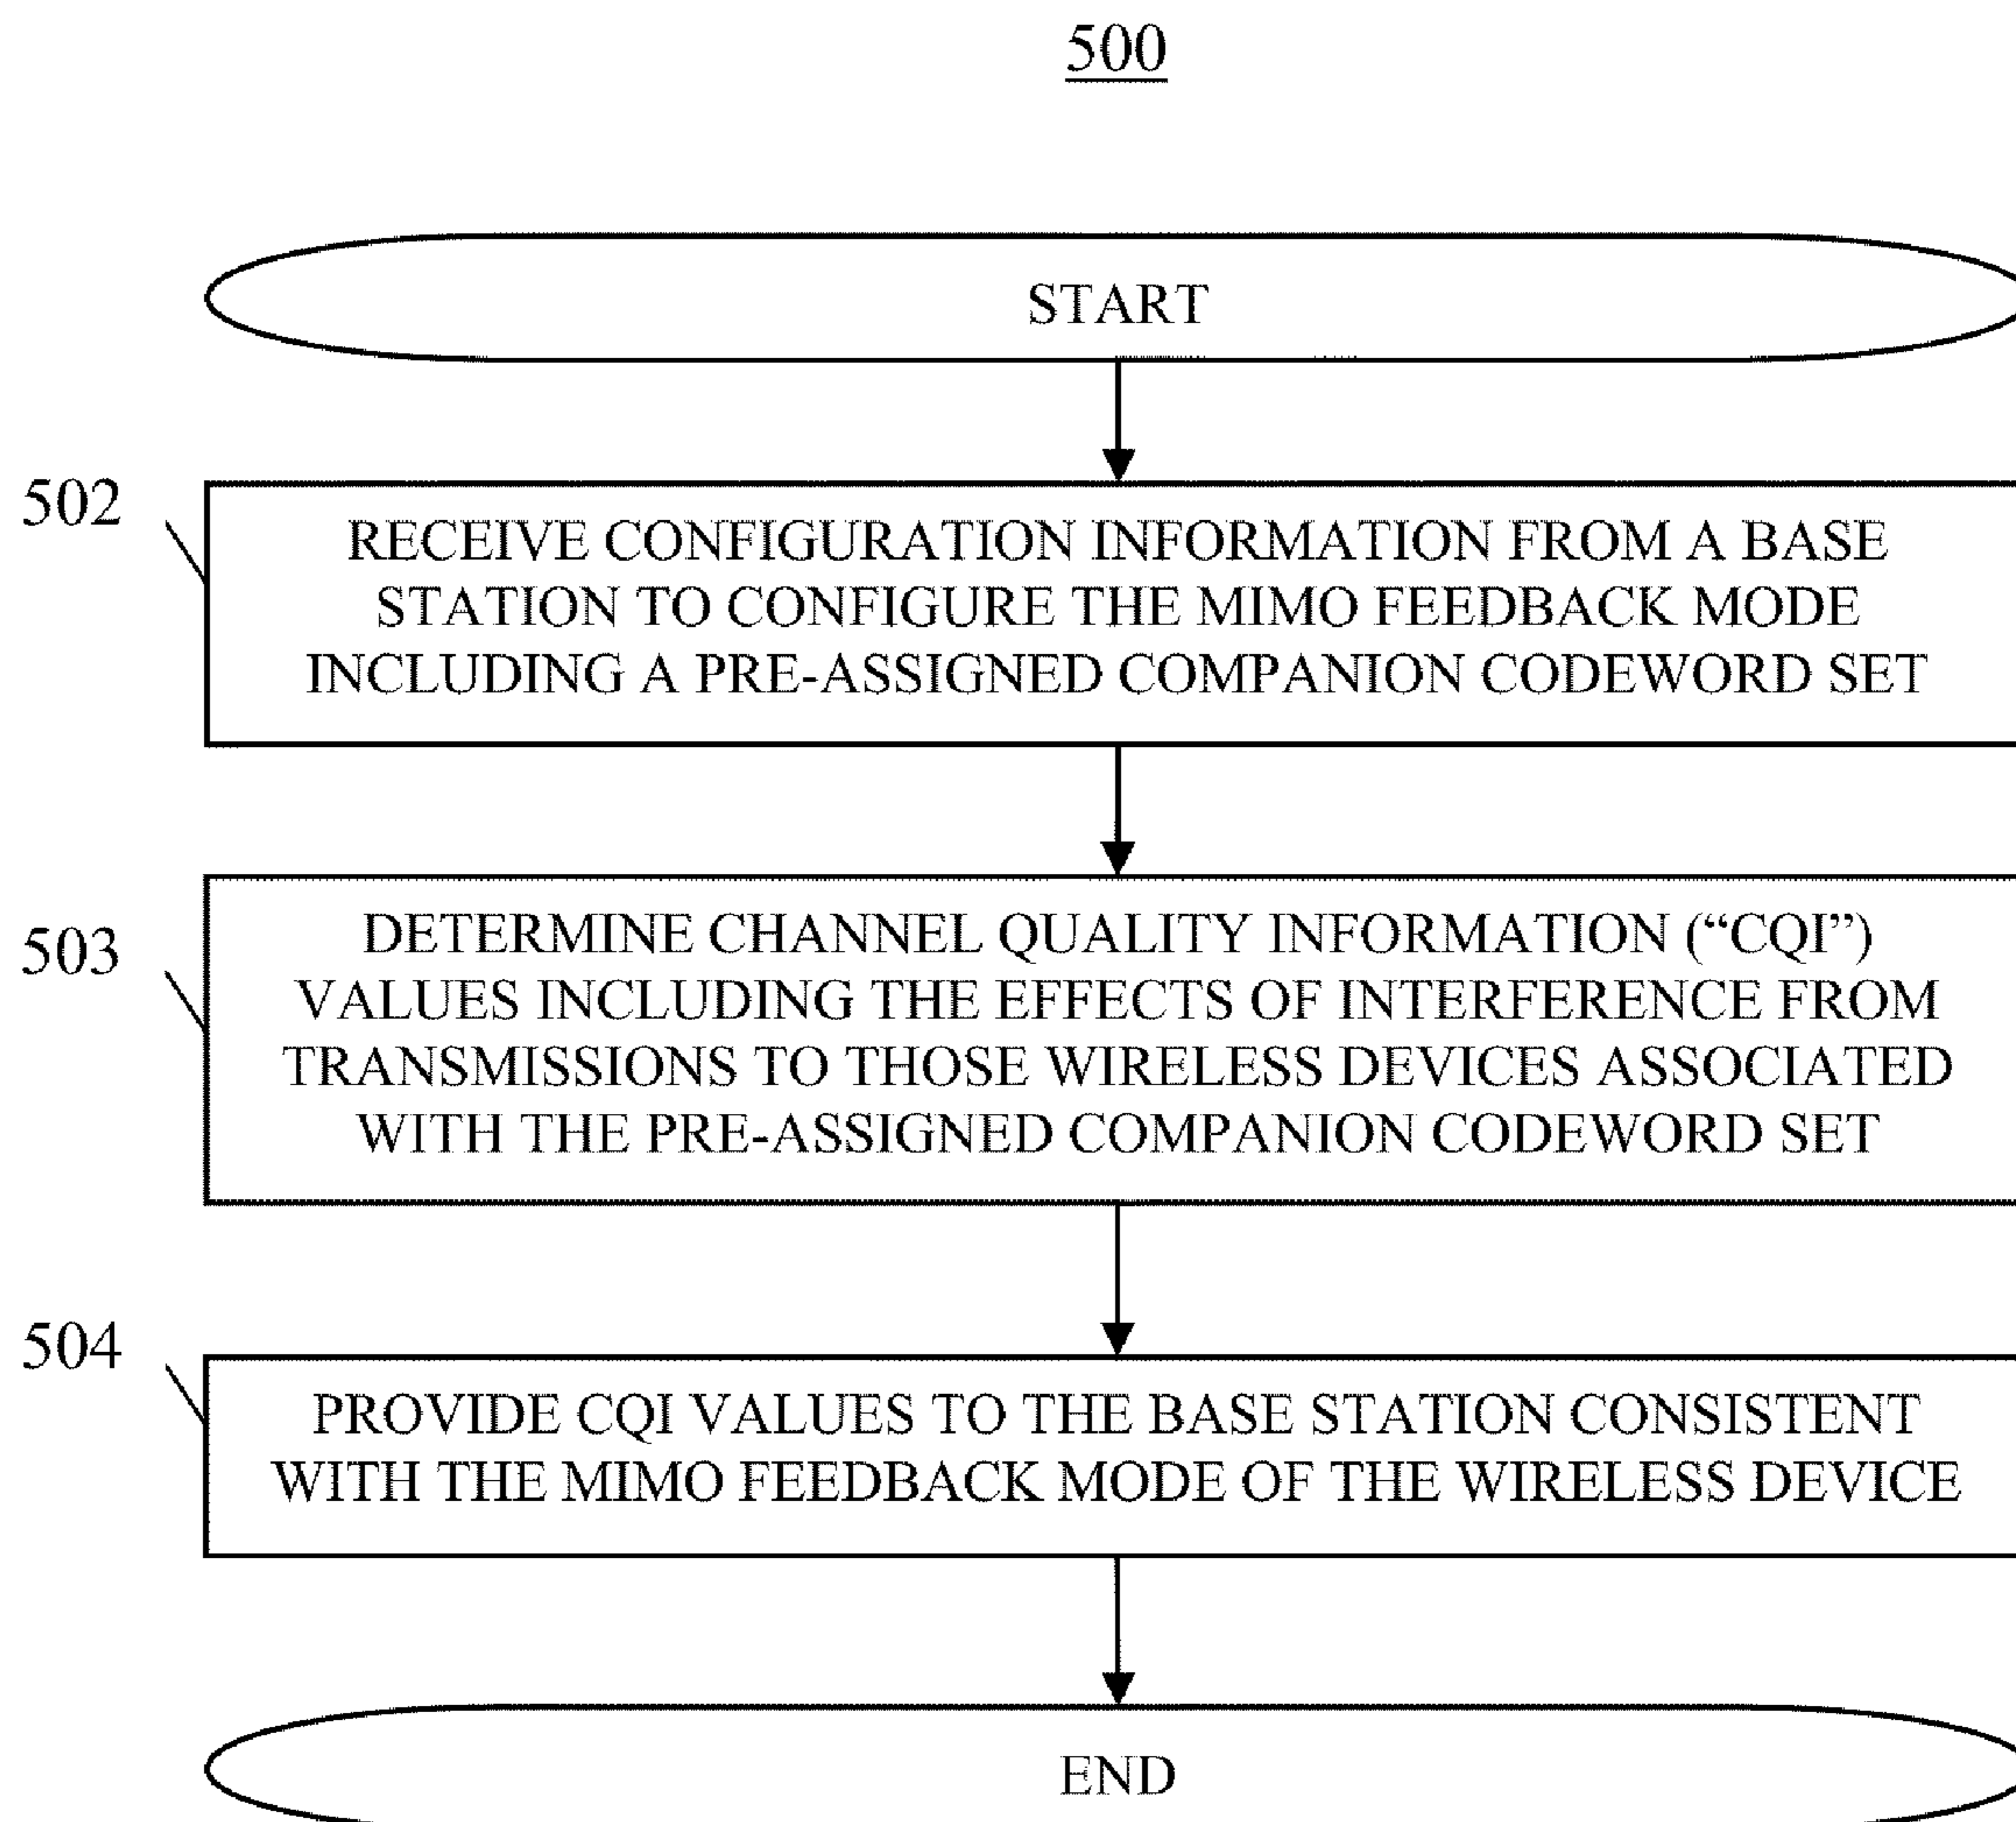 500
START
502
RECEIVE CONFIGURATION INFORMATION FROM A BASE
STATION TO CONFIGURE THE MIMO FEEDBACK MODE
INCLUDING A PRE-ASSIGNED COMPANION CODEWORD SET
503
DETERMINE CHANNEL QUALITY INFORMATION (“CQI”)
VALUES INCLUDING THE EFFECTS OF INTERFERENCE FROM
TRANSMISSIONS TO THOSE WIRELESS DEVICES ASSOCIATED
WITH THE PRE-ASSIGNED COMPANION CODEWORD SET
504
PROVIDE CQI VALUES TO THE BASE STATION CONSISTENT
WITH THE MIMO FEEDBACK MODE OF THE WIRELESS DEVICE
END